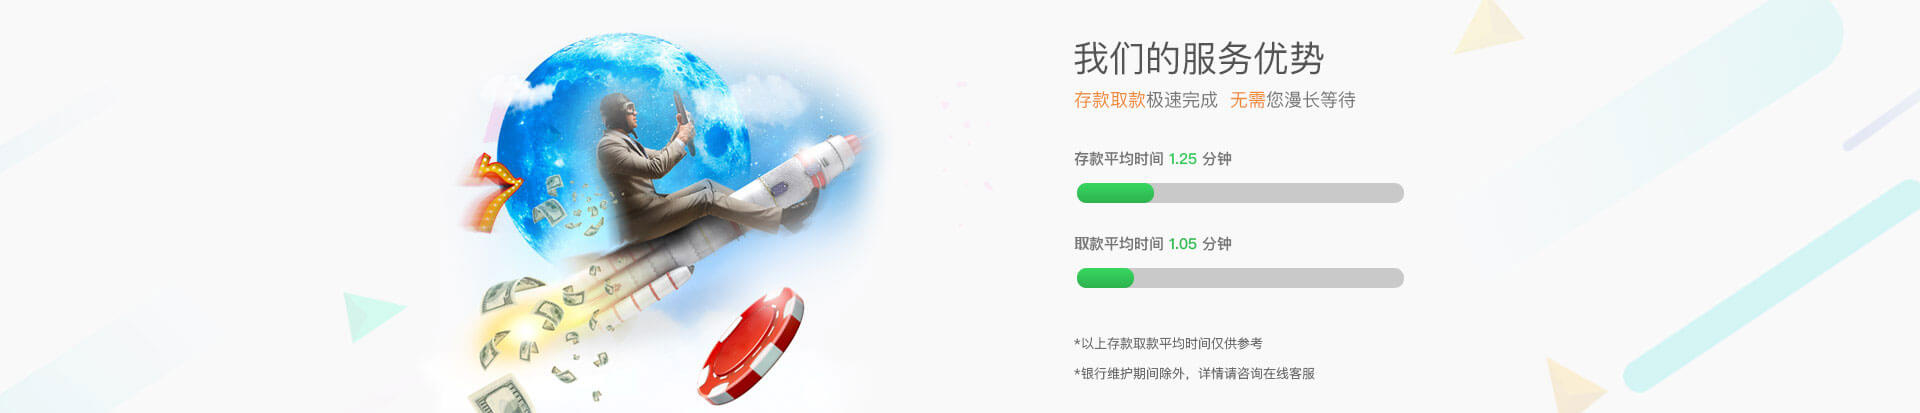 我们的服务优势
存款取款极速完成 无需您漫长等待
存款平均时间 1.25 分钟
取款平均时间 1.05 分钟
*以上存款取款平均时间仅供参考
*银行维护期间除外，详情请咨询在线客服
7